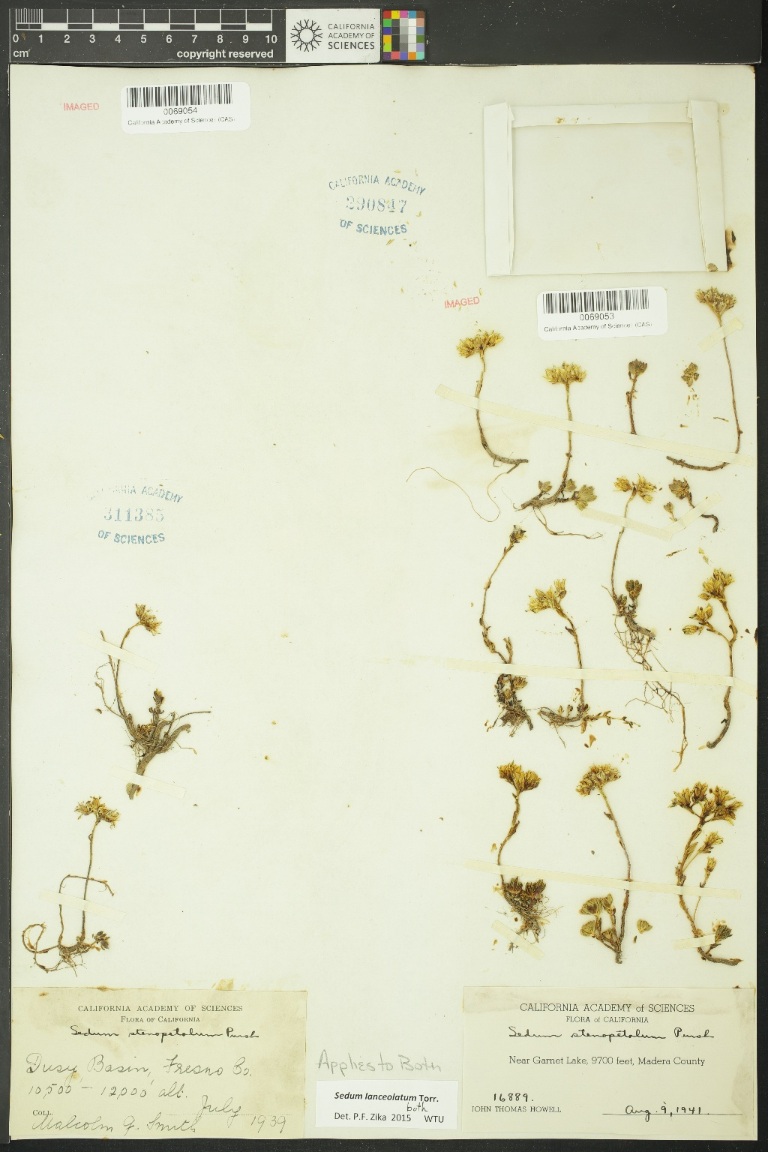 0 1 2 3 4 5 6 7 8 9 10
cm
copyright reserved
CALIFORNIA
ACADEMY OF
SCIENCES
IMAGED
0069054
California Academy of Sciences (CAS)
CALIFORNIA ACADEMY
290847
OF SCIENCES
IMAGED
0069053
California Academy of Sciences (CAS)
CALIFORNIA ACADEMY
311385
OF SCIENCES
CALIFORNIA ACADEMY OF SCIENCES
FLORA OF CALIFORNIA
Sedum stenopetalum Pursh
Dusy Basin, Fresno Co.
10,500 - 12,000 alt.
July
COLL. Malcolm G. Smith 1939
Applies to Both
Sedum lanceolatum Torr.
both
Det. P.F. Zika 2015 WTU
CALIFORNIA ACADEMY of SCIENCES
FLORA of CALIFORNIA
Sedum stenopetalum Pursh
Near Garnet Lake, 9700 feet, Madera County
16889.
JOHN THOMAS HOWELL Aug. 9, 1941.